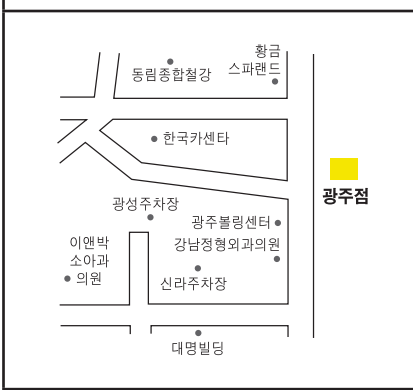 황금
스파랜드
동림종합철강
한국카센타
광주점
광성주차장
광주볼링센터
이앤박
소아과
의원
강남정형외과의원
신라주차장
대명빌딩